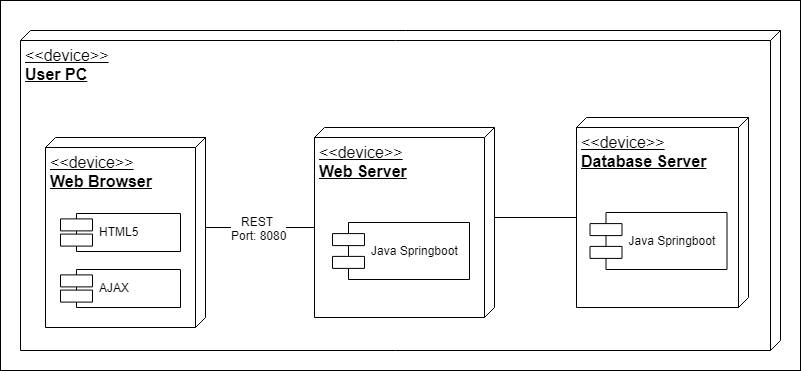 <<device>>
User PC
<<device>>
Web Browser
HTML5
AJAX
REST
Port: 8080
<<device>>
Web Server
Java Springboot
<<device>>
Database Server
Java Springboot